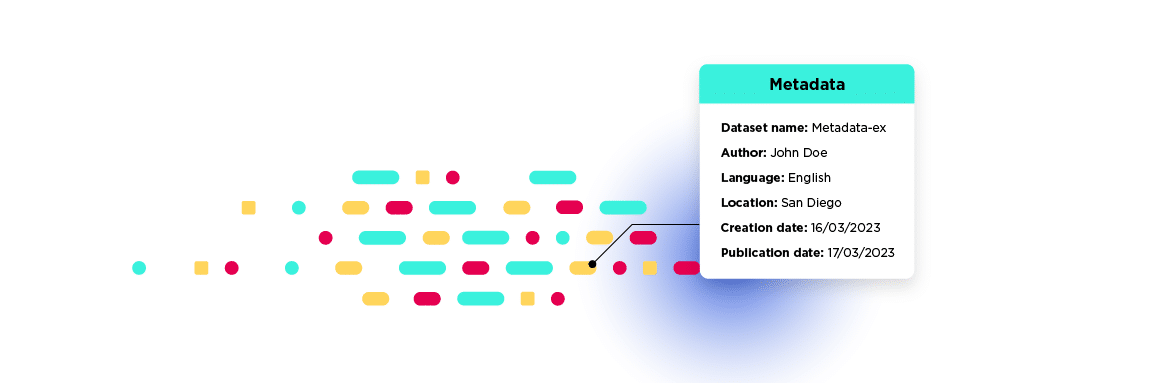 Metadata
Dataset name: Metadata-ex
Author: John Doe
Language: English
Location: San Diego
Creation date: 16/03/2023
Publication date: 17/03/2023